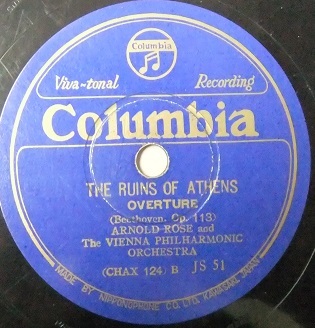 Columbia
Viva-tonal Recording
Columbia
THE RUINS OF ATHENS
OVERTURE
(Beethoven. Op. 113)
ARNOLD ROSE and
The VIENNA PHILHARMONIC
ORCHESTRA
(CHAX 124) B JS 51
MADE BY NIPPONOPHONE CO., LTD. KAWASAKI, JAPAN